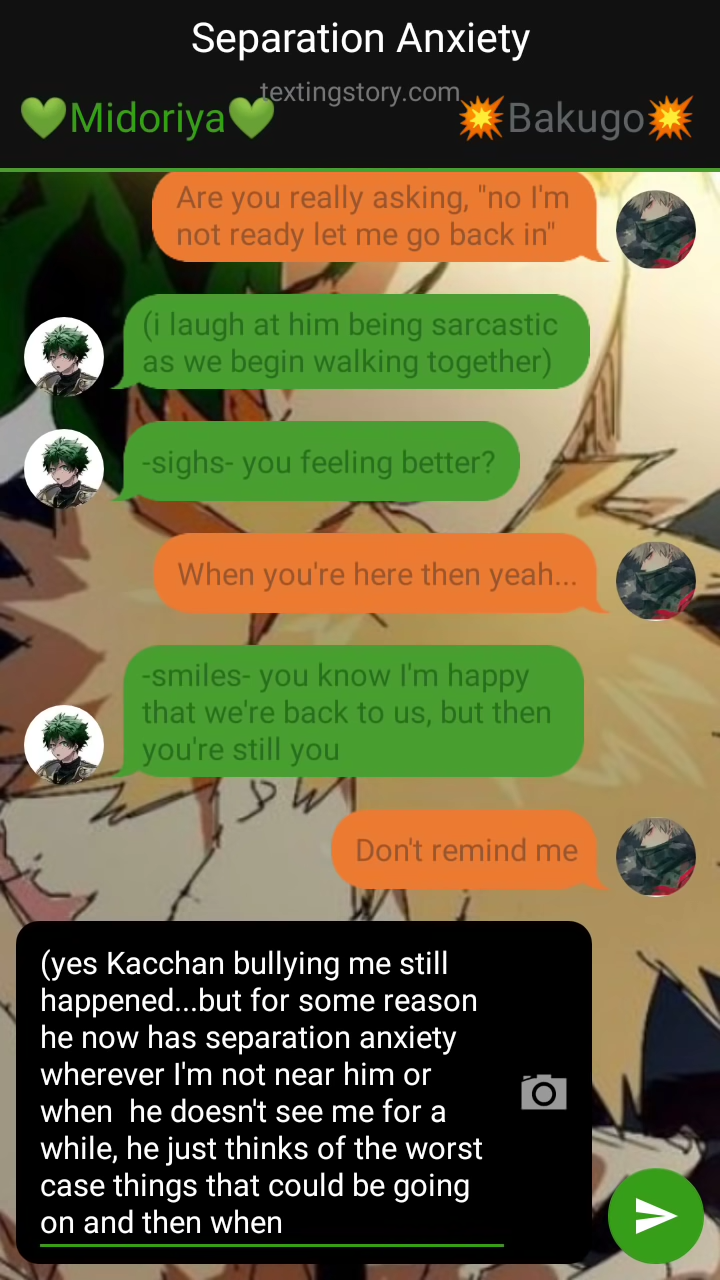 Separation Anxiety
textingstory.com
💚Midoriya💚 💥Bakugo💥
Are you really asking, "no I'm
not ready let me go back in"
(i laugh at him being sarcastic
as we begin walking together)
-sighs- you feeling better?
When you're here then yeah...
-smiles- you know I'm happy
that we're back to us, but then
you're still you
Don't remind me
(yes Kacchan bullying me still
happened...but for some reason
he now has separation anxiety
wherever I'm not near him or
when  he doesn't see me for a
while, he just thinks of the worst
case things that could be going
on and then when